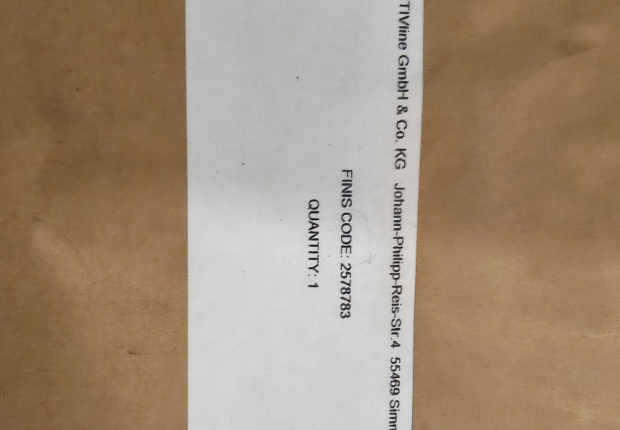 TIVline GmbH & Co. KG Johann-Philipp-Reis-Str.4 55469 Simm
FINIS CODE: 2578783
QUANTITY: 1